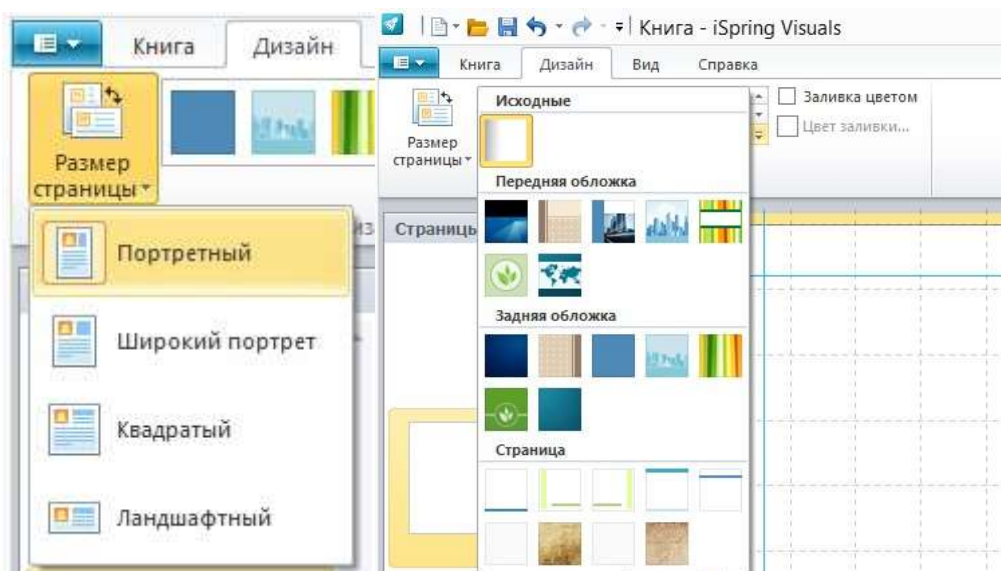 Книга Дизайн
Размер
страницы
Портретный
Широкий портрет
Квадратый
Ландшафтный
Книга - iSpring Visuals
Книга Дизайн Вид Справка
Размер
страницы
Исходные
Заливка цветом
Цвет заливки...
Передняя обложка
Страницы
Задняя обложка
Страница